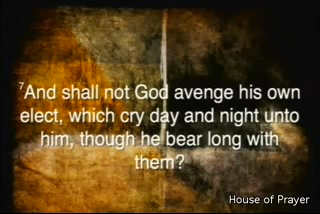 ⁷And shall not God avenge his own
elect, which cry day and night unto
him, though he bear long with
them?
House of Prayer